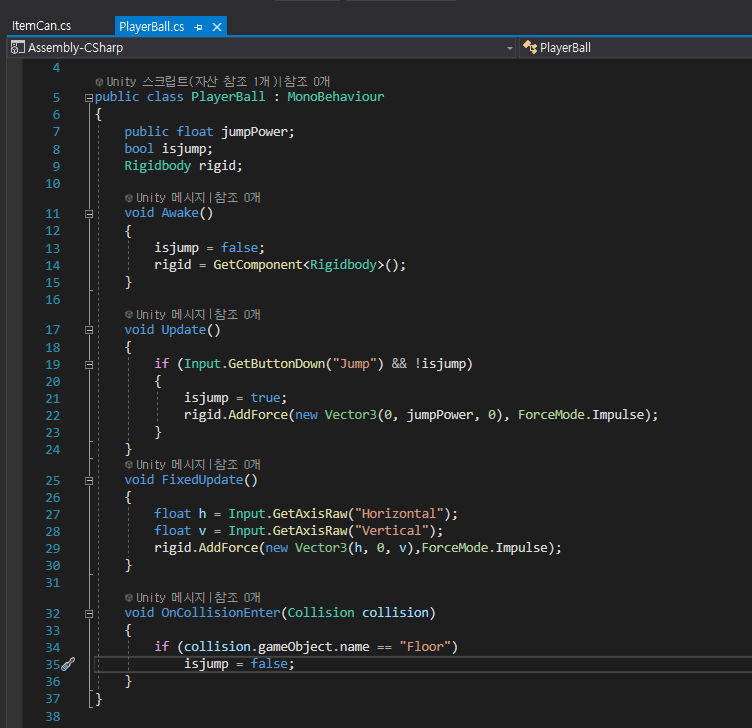 ItemCan.cs PlayerBall.cs
Assembly-CSharp PlayerBall
4
Unity 스크립트(자산 참조 1개)|참조 0개
5 public class PlayerBall : MonoBehaviour
6 {
7 public float jumpPower;
8 bool isjump;
9 Rigidbody rigid;
10
Unity 메시지|참조 0개
11 void Awake()
12 {
13 isjump = false;
14 rigid = GetComponent<Rigidbody>();
15 }
16
Unity 메시지|참조 0개
17 void Update()
18 {
19 if (Input.GetButtonDown("Jump") && !isjump)
20 {
21 isjump = true;
22 rigid.AddForce(new Vector3(0, jumpPower, 0), ForceMode.Impulse);
23 }
24 }
Unity 메시지|참조 0개
25 void FixedUpdate()
26 {
27 float h = Input.GetAxisRaw("Horizontal");
28 float v = Input.GetAxisRaw("Vertical");
29 rigid.AddForce(new Vector3(h, 0, v),ForceMode.Impulse);
30 }
31
Unity 메시지|참조 0개
32 void OnCollisionEnter(Collision collision)
33 {
34 if (collision.gameObject.name == "Floor")
35 isjump = false;
36 }
37 }
38